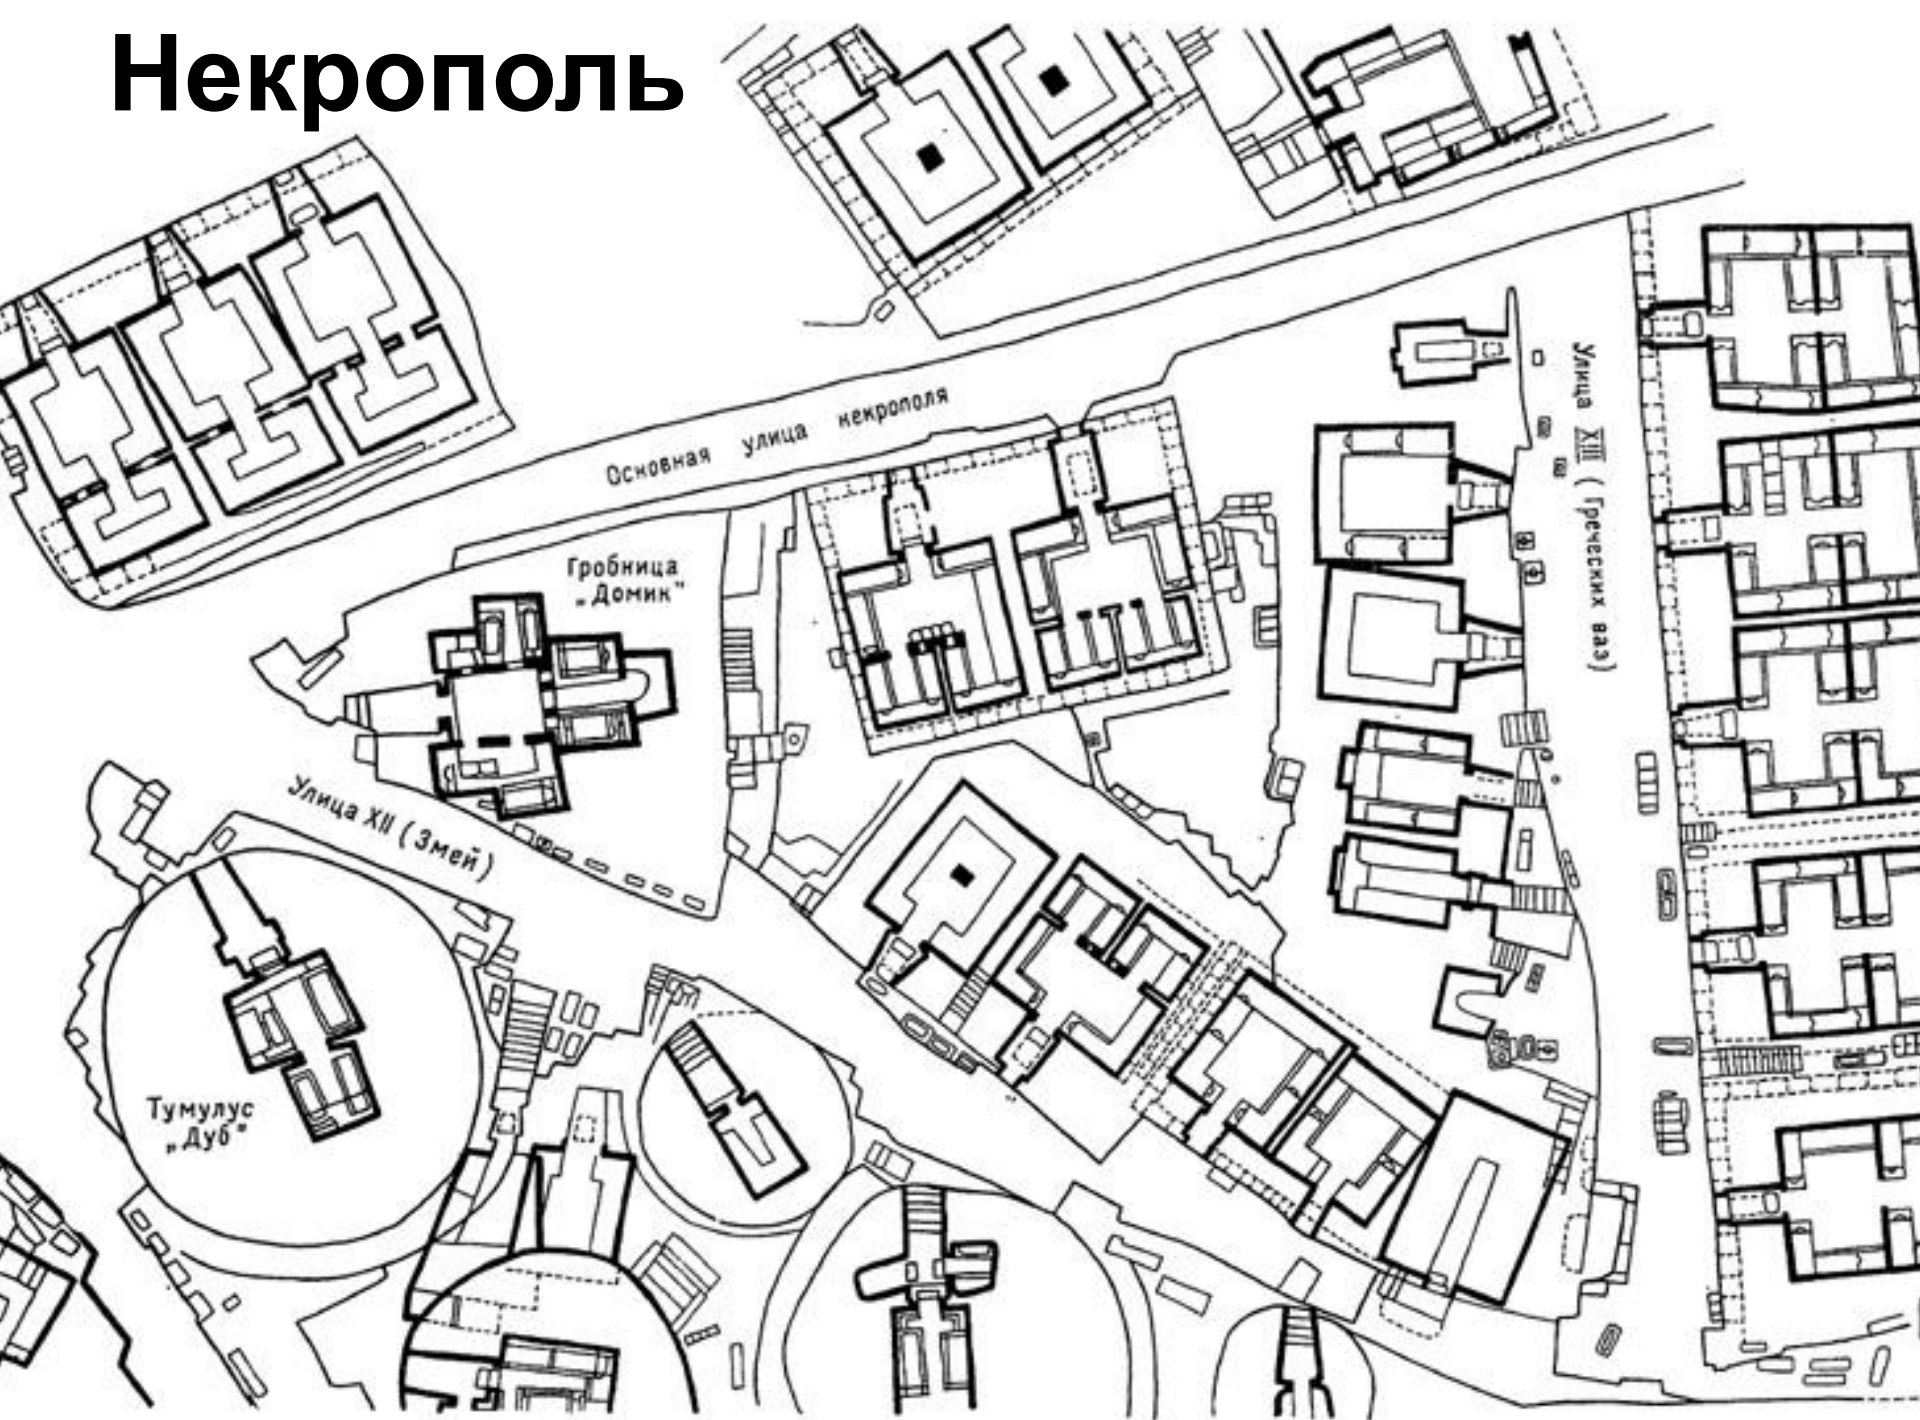 Некрополь
Основная улица некрополя
Улица XIII ( Греческих ваз)
Гробница
„Домик"
Улица XII ( Змей)
Тумулус
„Дуб"